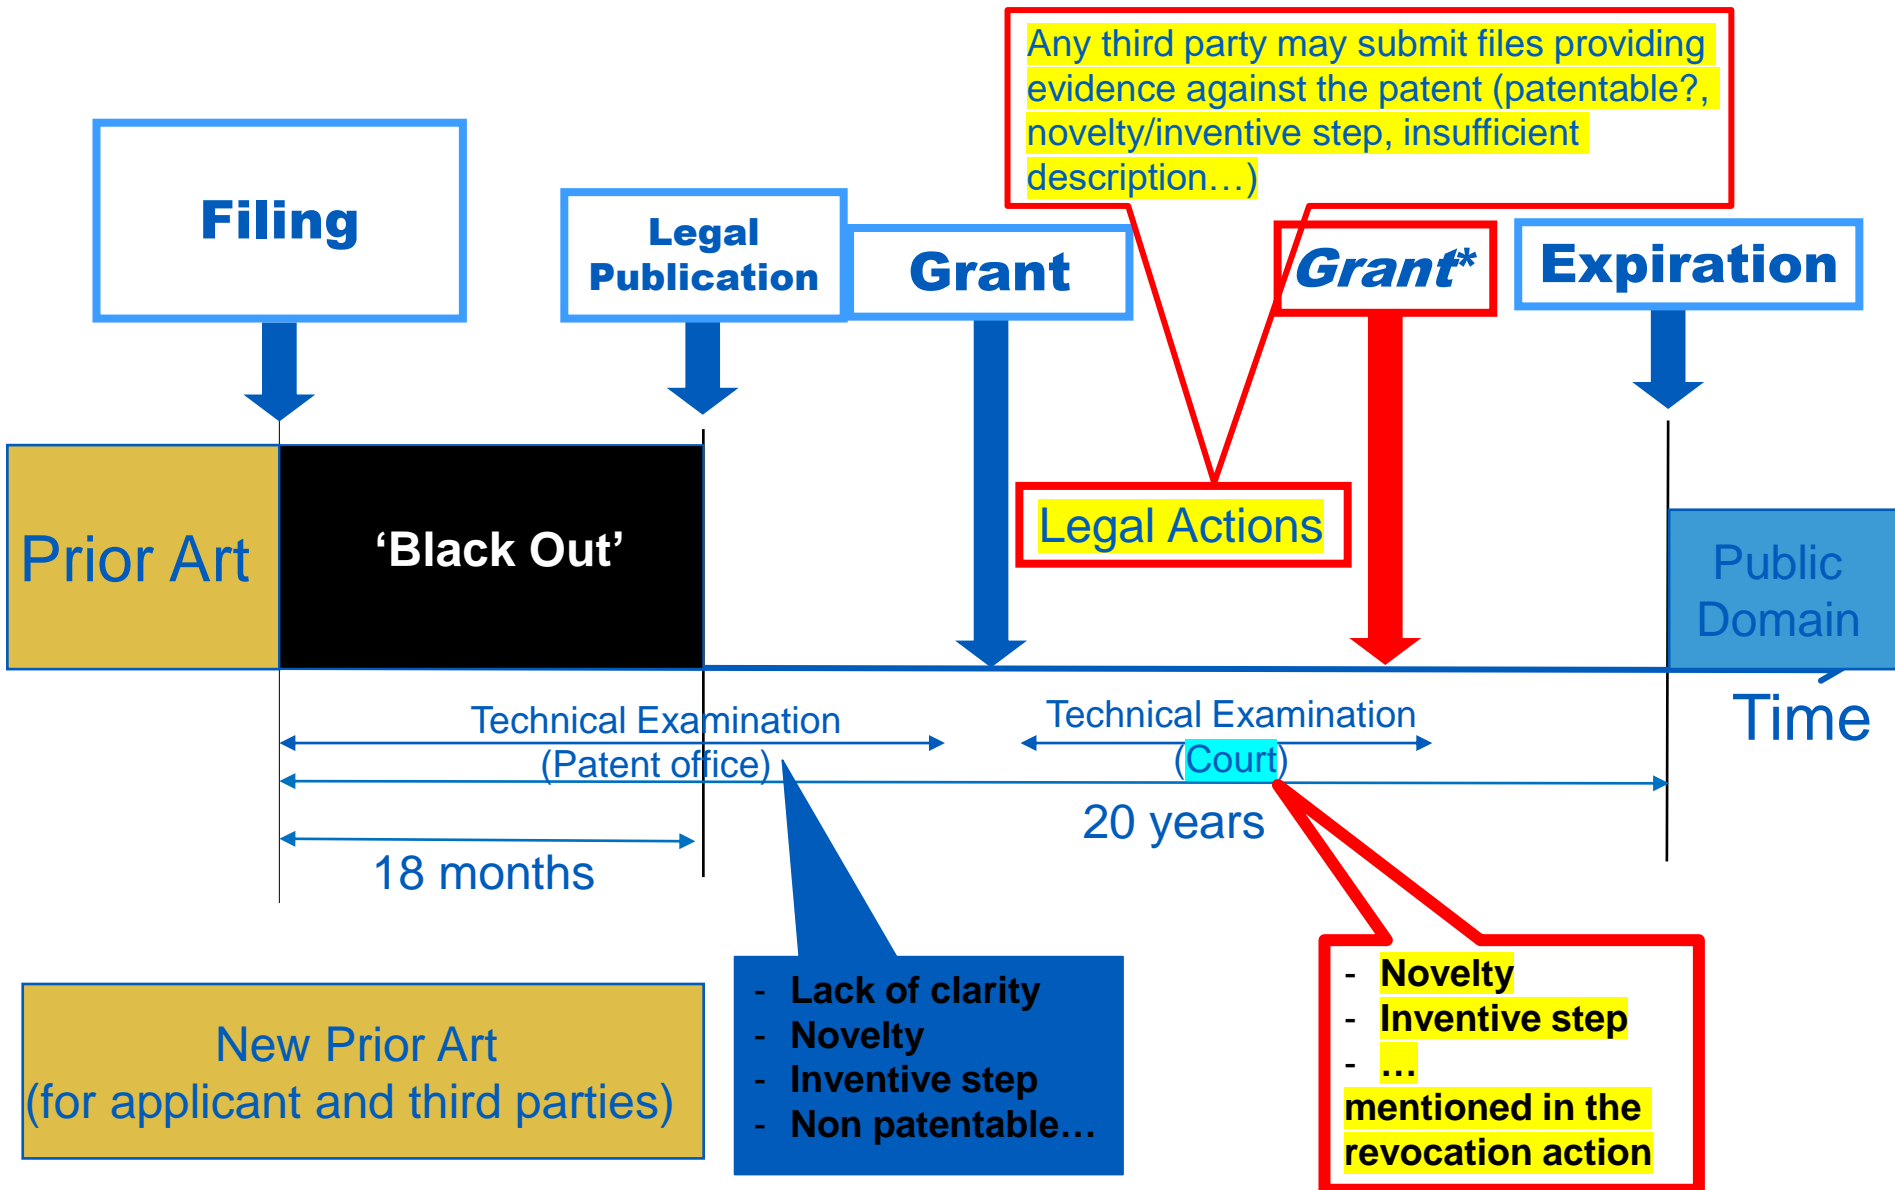 Any third party may submit files providing
evidence against the patent (patentable?,
novelty/inventive step, insufficient
description…)
Filing
Legal
Publication
Grant
Grant*
Expiration
Prior Art
‘Black Out’
Legal Actions
Public
Domain
Time
Technical Examination
(Patent office)
Technical Examination
(Court)
20 years
18 months
New Prior Art
(for applicant and third parties)
- Lack of clarity
- Novelty
- Inventive step
- Non patentable…
- Novelty
- Inventive step
- …
mentioned in the
revocation action